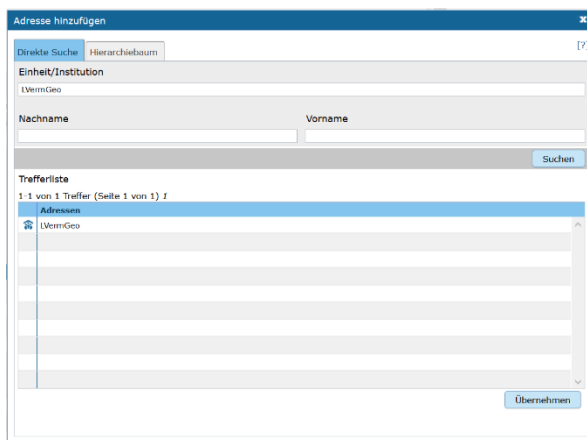 Adresse hinzufügen x
[?]
Direkte Suche Hierarchiebaum
Einheit/Institution
LVermGeo
Nachname Vorname
Suchen
Trefferliste
1-1 von 1 Treffer (Seite 1 von 1) 1
Adressen
LVermGeo
Übernehmen